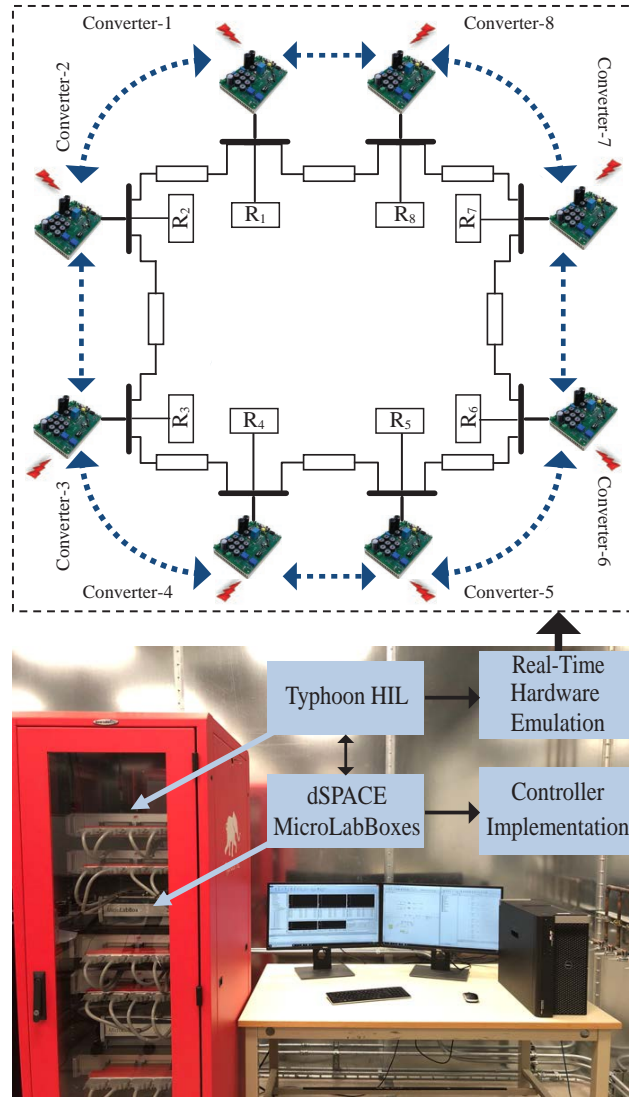 Converter-1
Converter-8
Converter-2
Converter-7
R1
R8
R2
R7
R3
R6
R4
R5
Converter-3
Converter-6
Converter-4
Converter-5
Typhoon HIL
Real-Time
Hardware
Emulation
dSPACE
MicroLabBoxes
Controller
Implementation
MicroLabBox